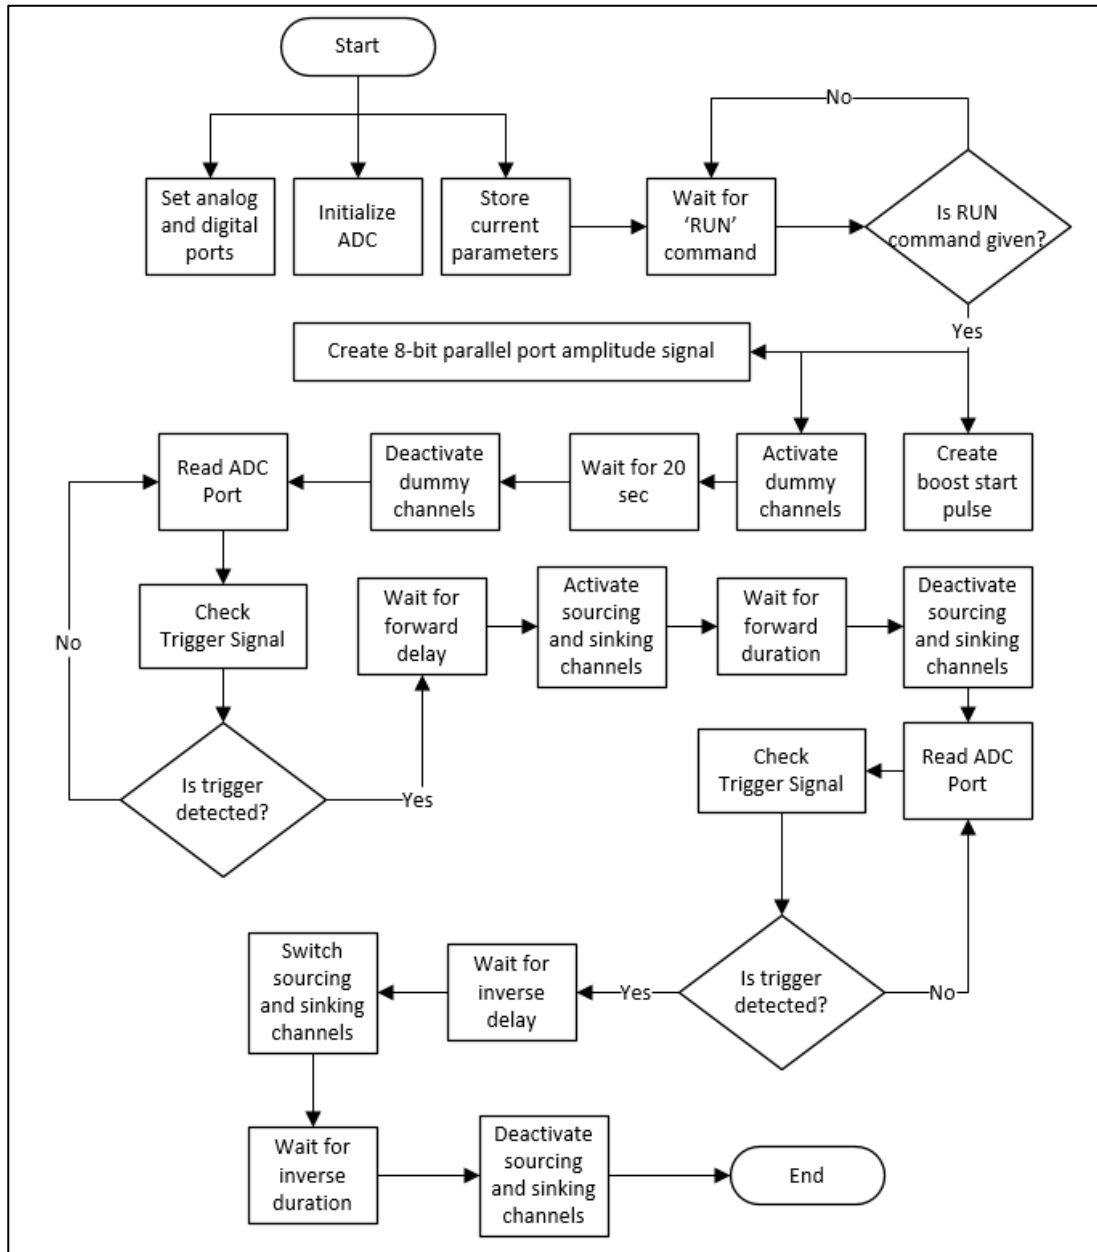 Start
No
Set analog
and digital
ports
Initialize
ADC
Store
current
parameters
Wait for
‘RUN’
command
Is RUN
command given?
Yes
Create 8-bit parallel port amplitude signal
Read ADC
Port
Deactivate
dummy
channels
Wait for 20
sec
Activate
dummy
channels
Create
boost start
pulse
No
Check
Trigger Signal
Wait for
forward
delay
Activate
sourcing
and sinking
channels
Wait for
forward
duration
Deactivate
sourcing
and sinking
channels
Is trigger
detected?
Yes
Check
Trigger Signal
Read ADC
Port
Switch
sourcing
and sinking
channels
Wait for
inverse
delay
Yes
Is trigger
detected?
No
Wait for
inverse
duration
Deactivate
sourcing
and sinking
channels
End